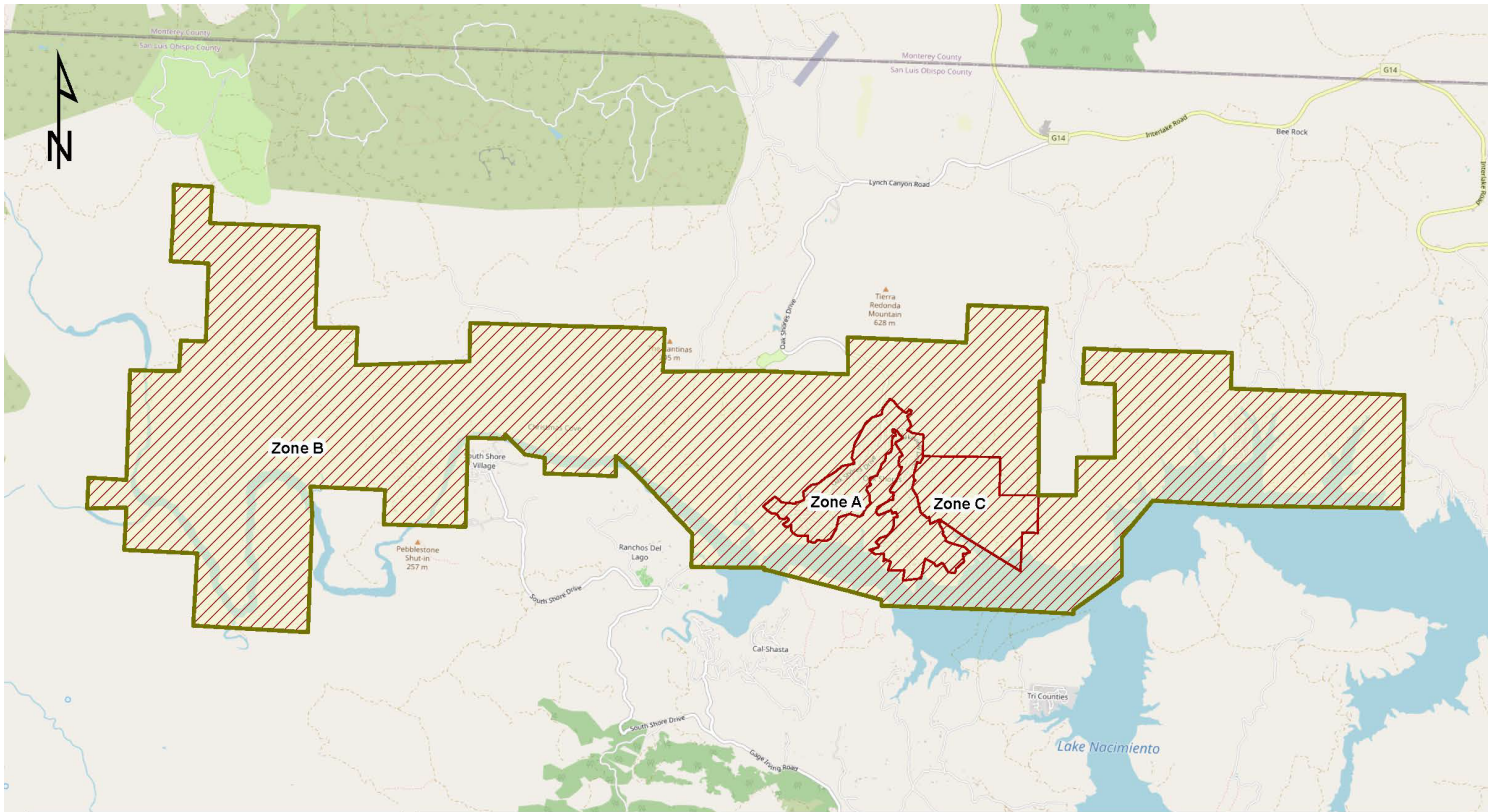 Monterey County
San Luis Obispo County
Monterey County
San Luis Obispo County
G14
N
G14
Interlake Road
Bee Rock
Interlake Road
Lynch Canyon Road
Tierra
Redonda
Mountain
628 m
Oak Shores Drive
Christmas Cove
Zone B
South Shore
Village
Zone A
Zone C
Pebblestone
Shut-in
257 m
Ranchos Del
Lago
South Shore Drive
Cal-Shasta
Tri Counties
South Shore Drive
Lake Nacimiento
Gage Irving Road